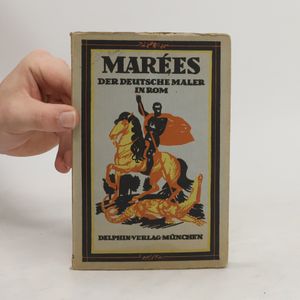 MARÉES
DER DEUTSCHE MALER
IN ROM
DELPHIN-VERLAG MÜNCHEN